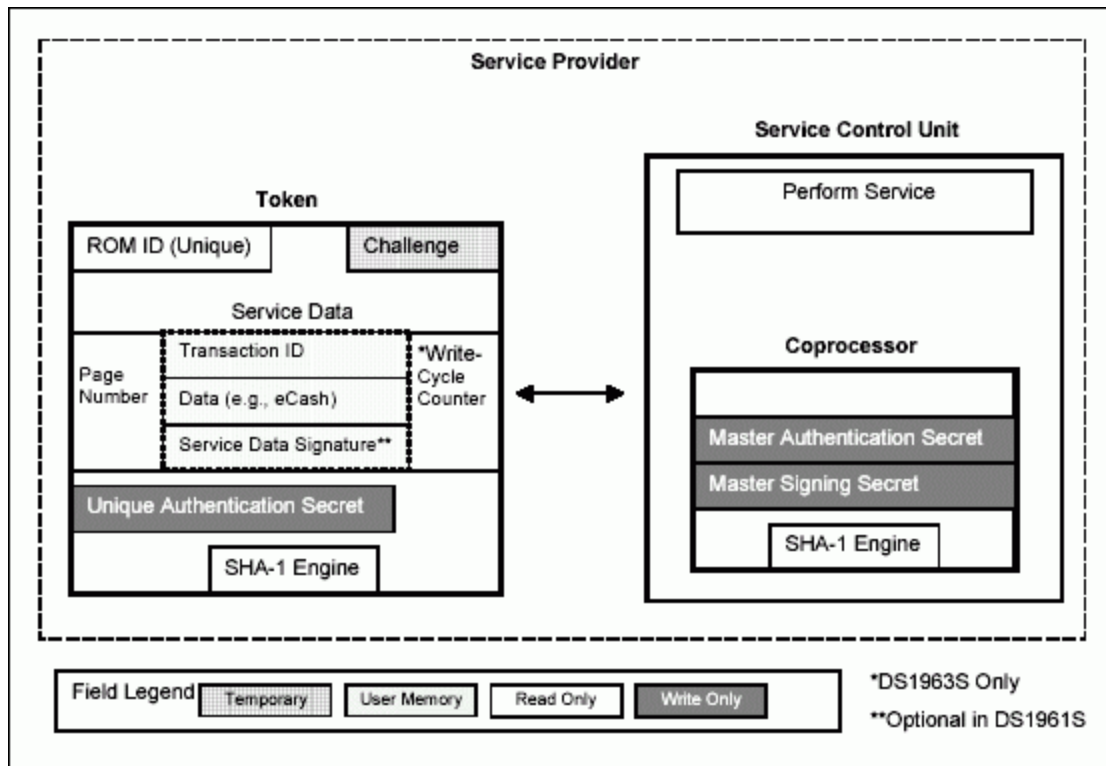 Service Provider
Service Control Unit
Perform Service
Token
ROM ID (Unique)
Challenge
Service Data
Transaction ID
*Write-
Cycle
Counter
Page
Number
Data (e.g., eCash)
Service Data Signature**
Unique Authentication Secret
SHA-1 Engine
Coprocessor
Master Authentication Secret
Master Signing Secret
SHA-1 Engine
Field Legend
Temporary
User Memory
Read Only
Write Only
*DS1963S Only
**Optional in DS1961S